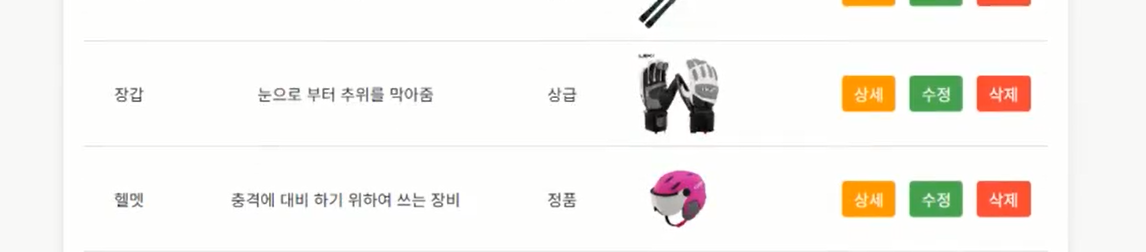 장갑 눈으로 부터 추위를 막아줌 상급 상세 수정 삭제
헬멧 충격에 대비 하기 위하여 쓰는 장비 정품 상세 수정 삭제